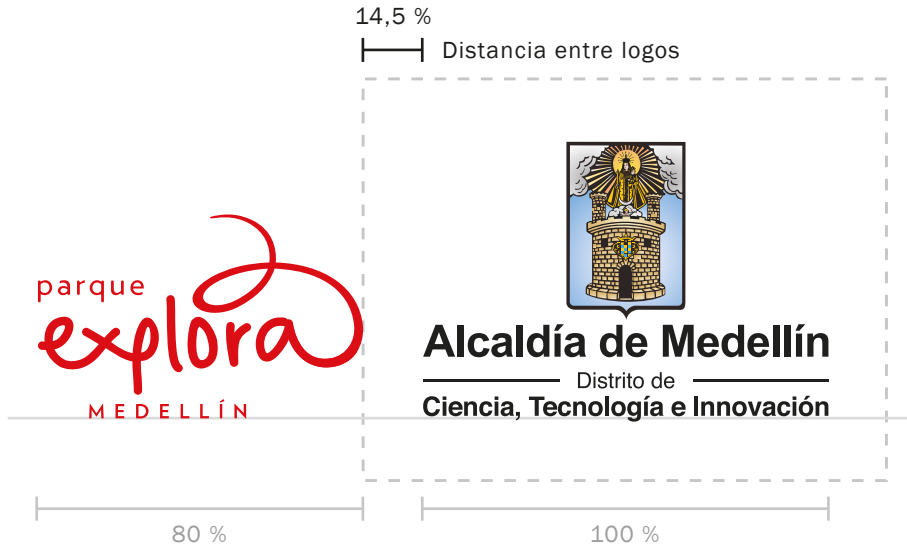 14,5 %
Distancia entre logos
parque
explora
MEDELLÍN
Alcaldía de Medellín
Distrito de
Ciencia, Tecnología e Innovación
80 %
100 %